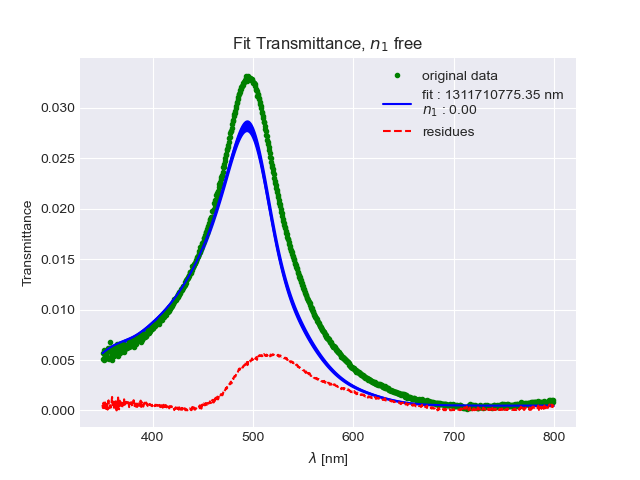 Fit Transmittance, n₁ free
original data
fit : 1311710775.35 nm
n₁ : 0.00
residues
Transmittance
0.030
0.025
0.020
0.015
0.010
0.005
0.000
400 500 600 700 800
λ [nm]